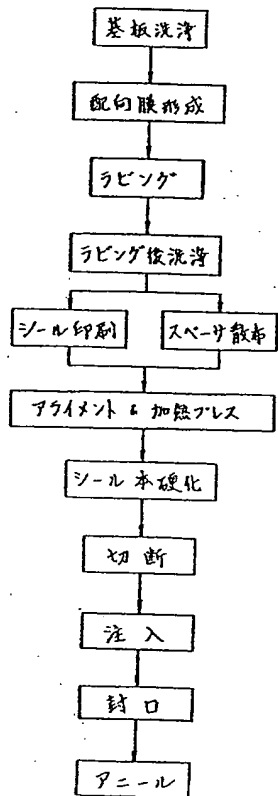 基板洗浄
配向膜形成
ラビング
ラビング後洗浄
シール印刷
スペーサ散布
アライメント & 加熱プレス
シール本硬化
切断
注入
封口
アニール